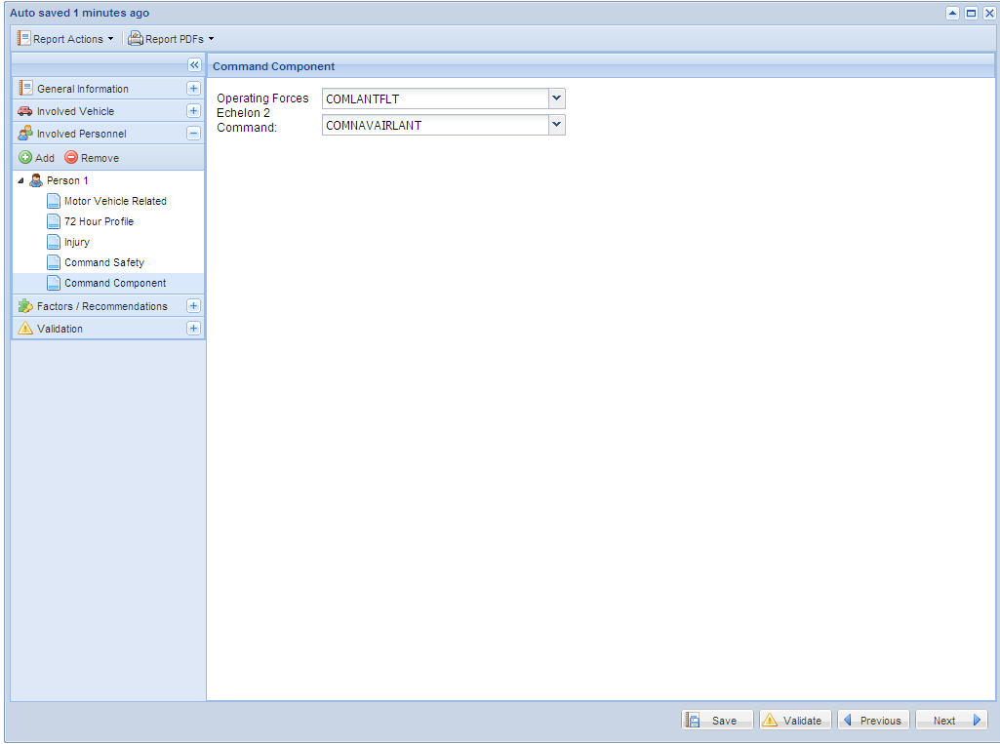 Auto saved 1 minutes ago
Report Actions
Report PDFs
General Information
Involved Vehicle
Involved Personnel
Add
Remove
Person 1
Motor Vehicle Related
72 Hour Profile
Injury
Command Safety
Command Component
Factors / Recommendations
Validation
Command Component
Operating Forces
Echelon 2
Command:
COMLANTFLT
COMNAVAIRLANT
Save
Validate
Previous
Next